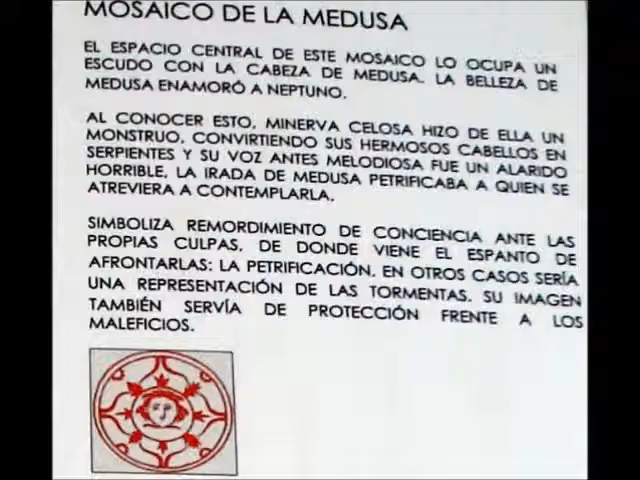 MOSAICO DE LA MEDUSA
EL ESPACIO CENTRAL DE ESTE MOSAICO LO OCUPA UN
ESCUDO CON LA CABEZA DE MEDUSA. LA BELLEZA DE
MEDUSA ENAMORÓ A NEPTUNO.
AL CONOCER ESTO, MINERVA CELOSA HIZO DE ELLA UN
MONSTRUO, CONVIRTIENDO SUS HERMOSOS CABELLOS EN
SERPIENTES Y SU VOZ ANTES MELODIOSA FUE UN ALARIDO
HORRIBLE, LA IRADA DE MEDUSA PETRIFICABA A QUIEN SE
ATREVIERA A CONTEMPLARLA.
SIMBOLIZA REMORDIMIENTO DE CONCIENCIA ANTE LAS
PROPIAS CULPAS, DE DONDE VIENE EL ESPANTO DE
AFRONTARLAS: LA PETRIFICACIÓN. EN OTROS CASOS SERÍA
UNA REPRESENTACIÓN DE LAS TORMENTAS. SU IMAGEN
TAMBIÉN SERVÍA DE PROTECCIÓN FRENTE A LOS
MALEFICIOS.